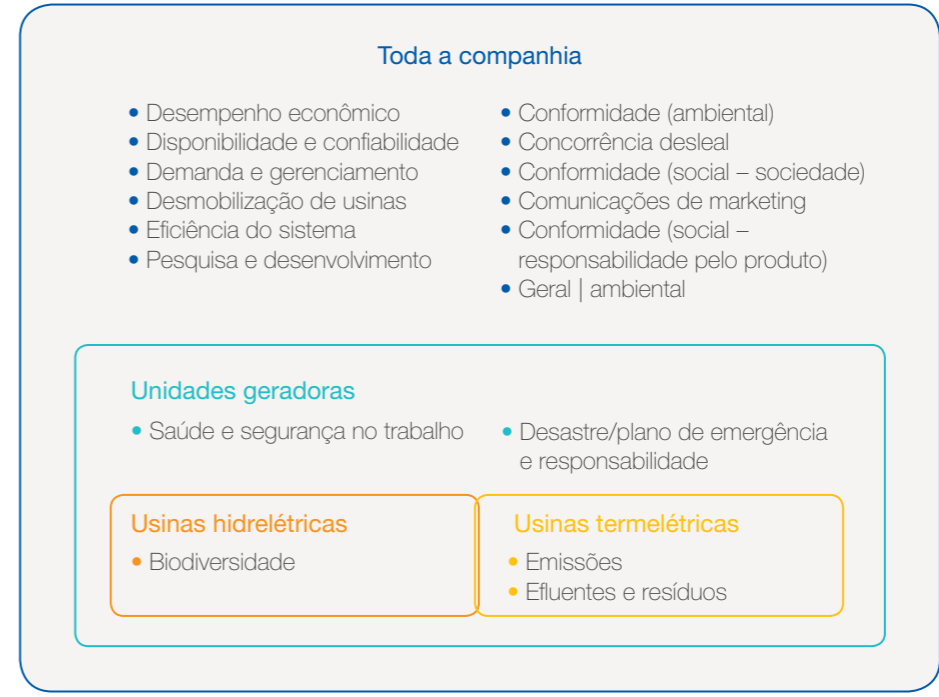 Toda a companhia
• Desempenho econômico
• Disponibilidade e confiabilidade
• Demanda e gerenciamento
• Desmobilização de usinas
• Eficiência do sistema
• Pesquisa e desenvolvimento
• Conformidade (ambiental)
• Concorrência desleal
• Conformidade (social – sociedade)
• Comunicações de marketing
• Conformidade (social –
responsabilidade pelo produto)
• Geral | ambiental
Unidades geradoras
• Saúde e segurança no trabalho
• Desastre/plano de emergência
e responsabilidade
Usinas hidrelétricas
• Biodiversidade
Usinas termelétricas
• Emissões
• Efluentes e resíduos